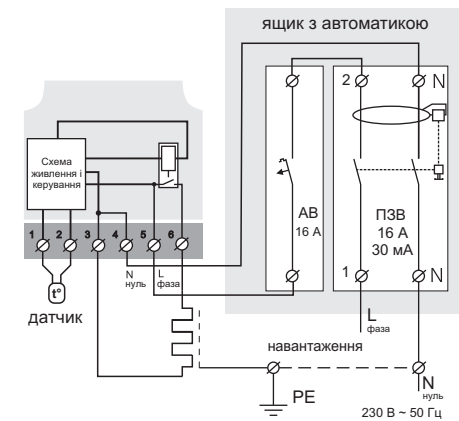 ящик з автоматикою
2
N
Схема
живлення і
керування
АВ
16 А
ПЗВ
16 А
30 мА
1
2
3
4
5
6
1
N
N
нуль
L
фаза
t°
датчик
L
фаза
навантаження
PE
N
нуль
230 В ~ 50 Гц